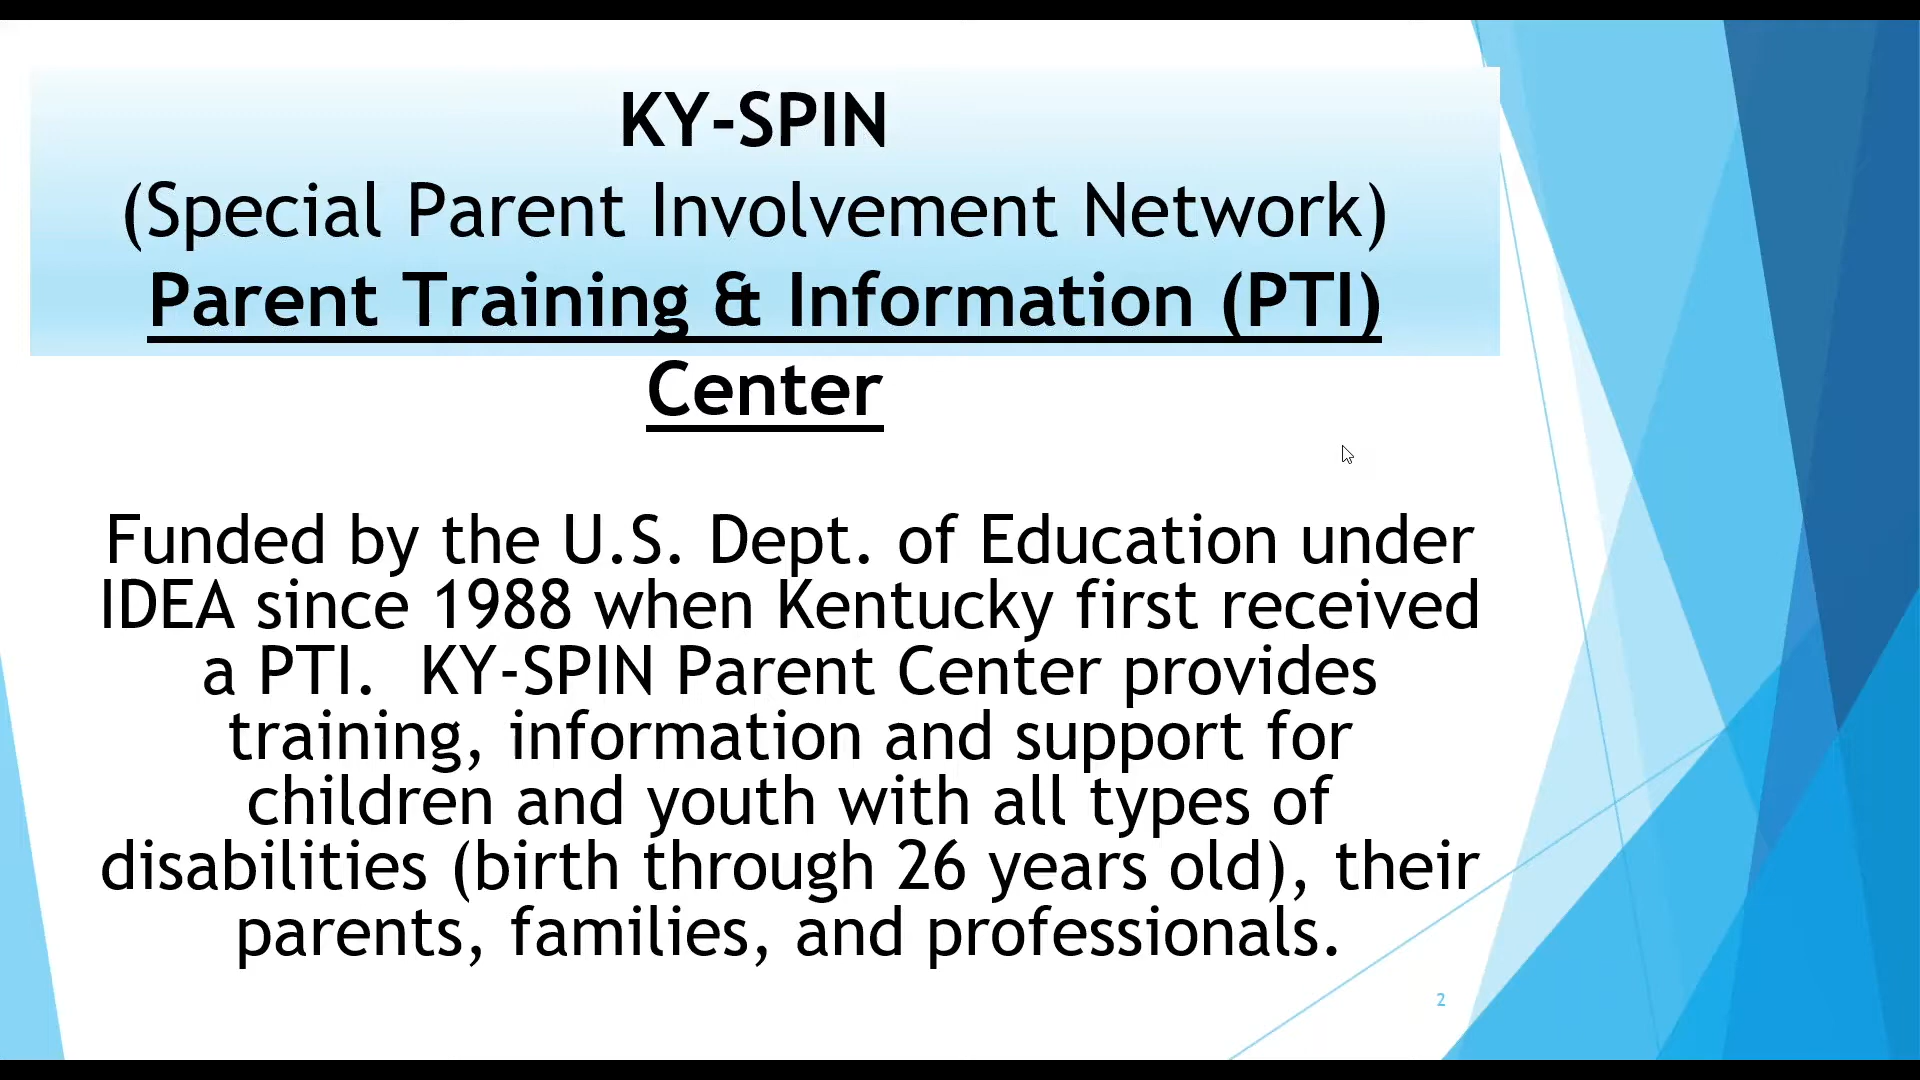 KY-SPIN
(Special Parent Involvement Network)
Parent Training & Information (PTI)
Center
Funded by the U.S. Dept. of Education under
IDEA since 1988 when Kentucky first received
a PTI.  KY-SPIN Parent Center provides
training, information and support for
children and youth with all types of
disabilities (birth through 26 years old), their
parents, families, and professionals.
2